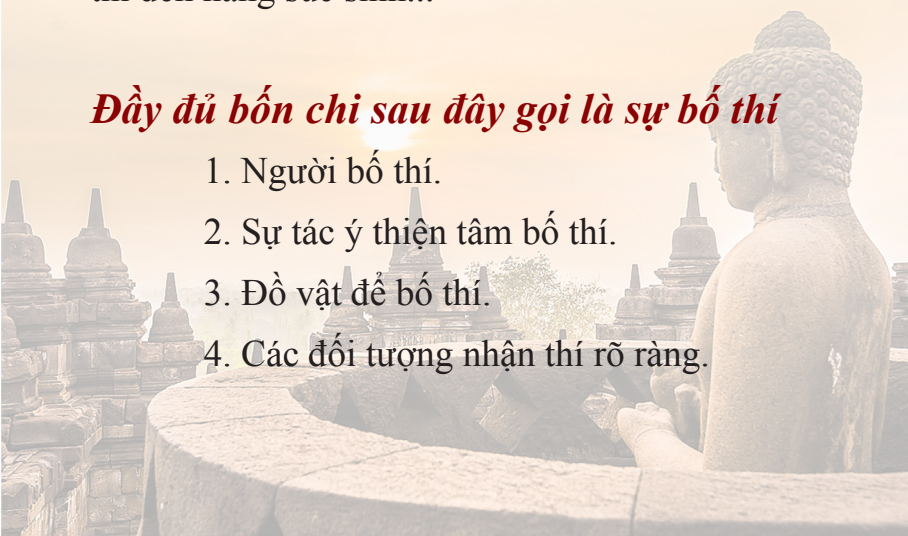 Đầy đủ bốn chi sau đây gọi là sự bố thí
1. Người bố thí.
2. Sự tác ý thiện tâm bố thí.
3. Đồ vật để bố thí.
4. Các đối tượng nhận thí rõ ràng.